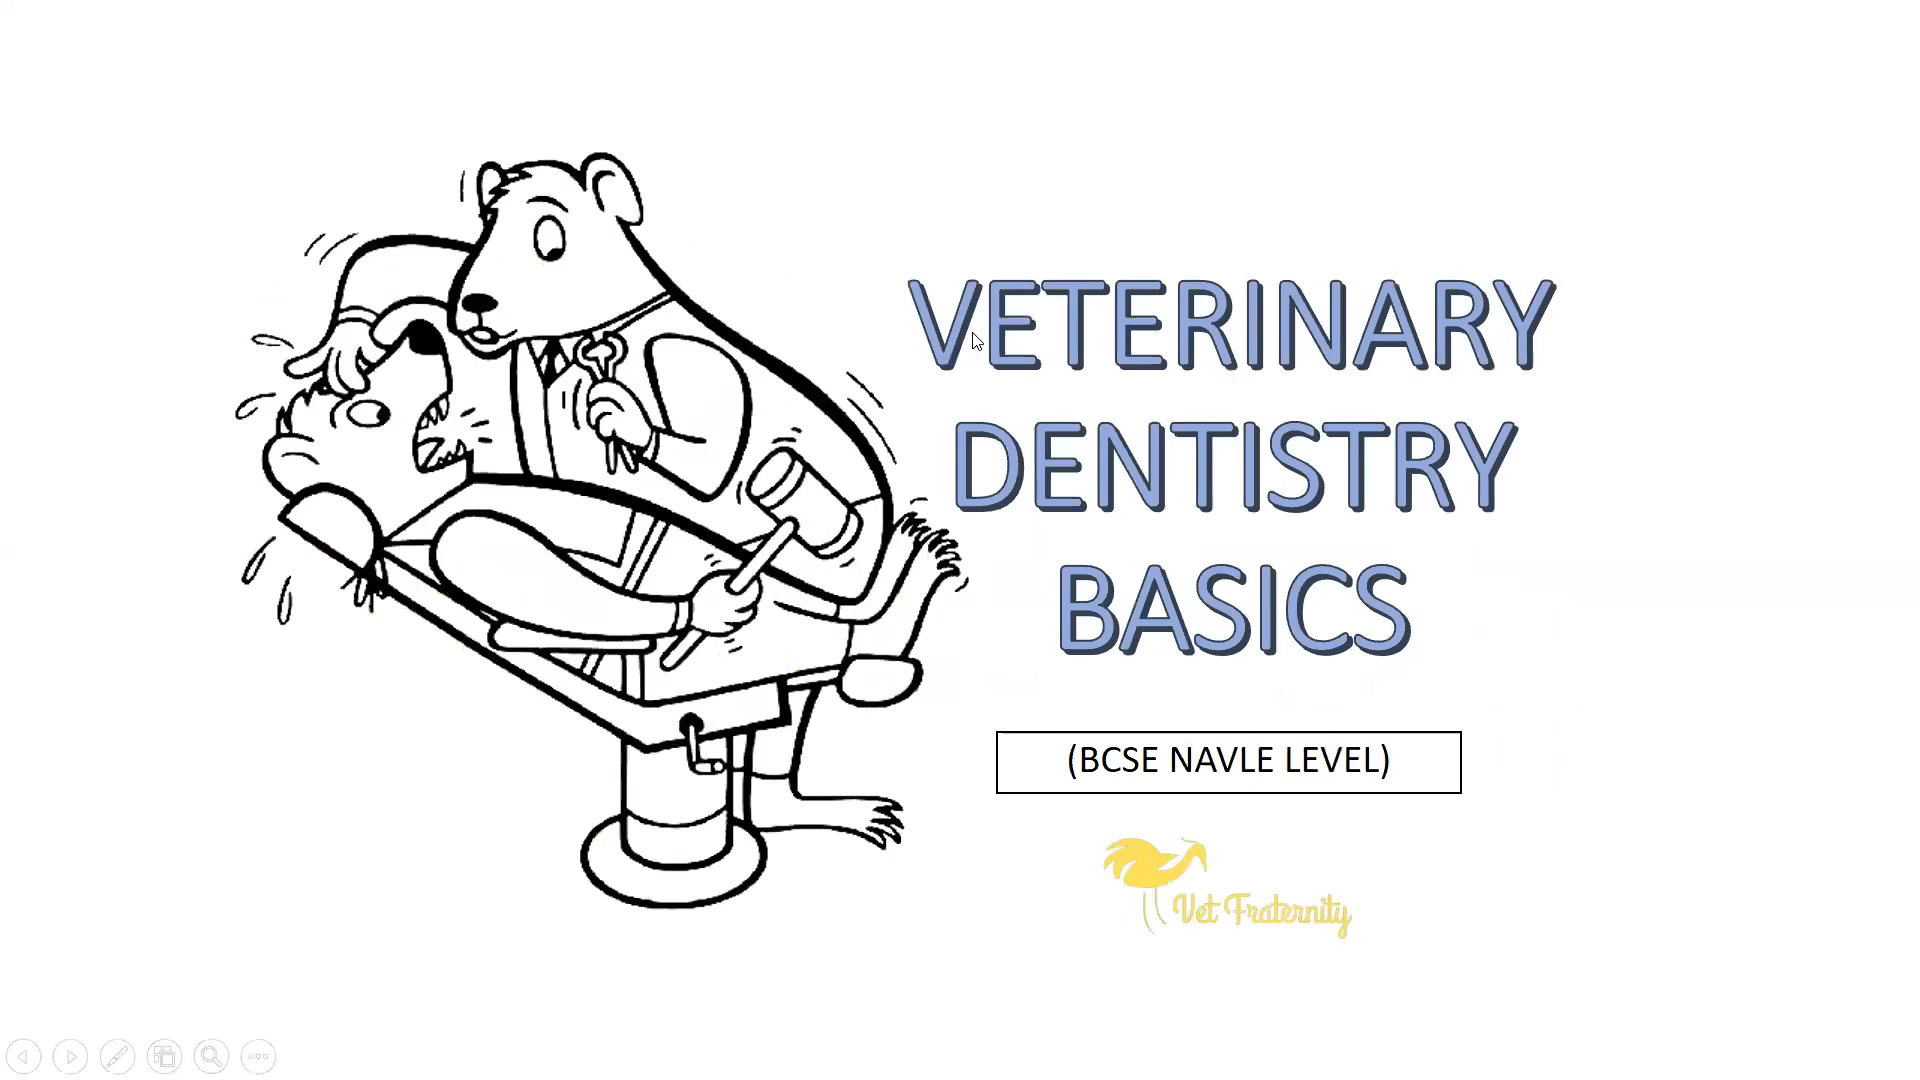 VETERINARY
DENTISTRY
BASICS
(BCSE NAVLE LEVEL)
Vet Fraternity